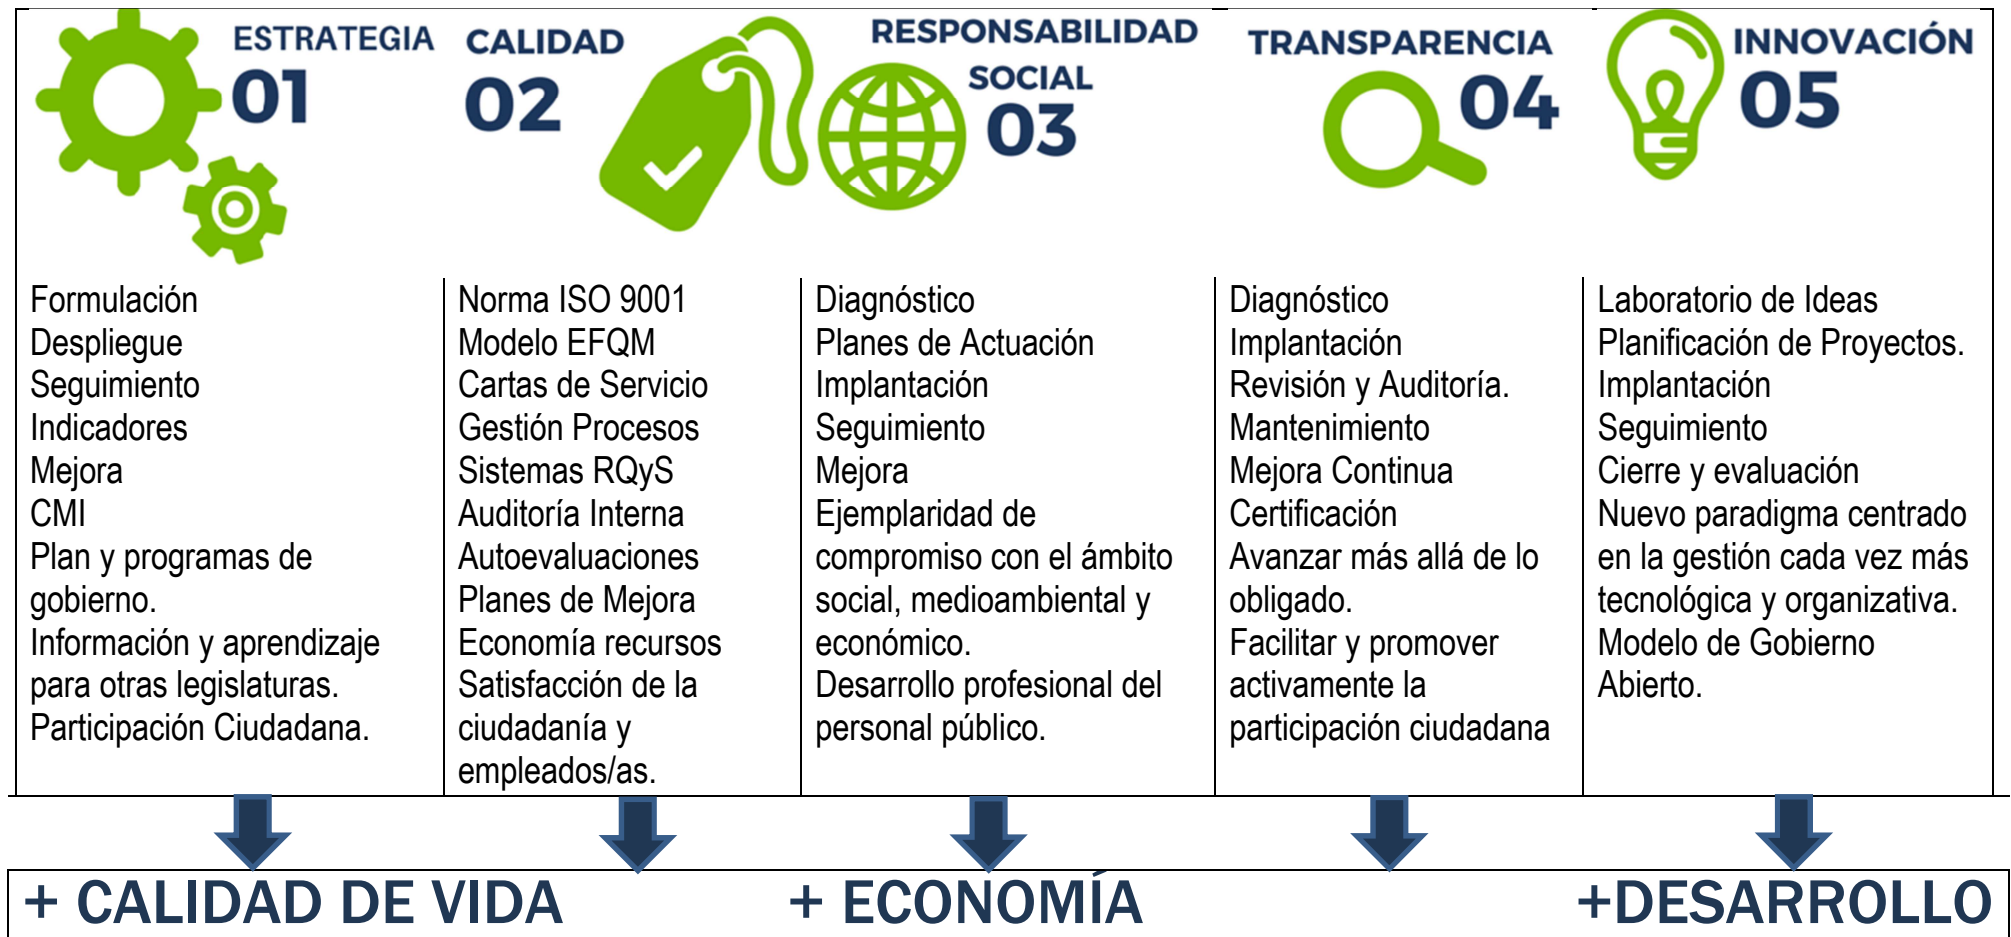 ESTRATEGIA
01
Formulación
Despliegue
Seguimiento
Indicadores
Mejora
CMI
Plan y programas de
gobierno.
Información y aprendizaje
para otras legislaturas.
Participación Ciudadana.
CALIDAD
02
Norma ISO 9001
Modelo EFQM
Cartas de Servicio
Gestión Procesos
Sistemas RQyS
Auditoría Interna
Autoevaluaciones
Planes de Mejora
Economía recursos
Satisfacción de la
ciudadanía y
empleados/as.
RESPONSABILIDAD
SOCIAL
03
Diagnóstico
Planes de Actuación
Implantación
Seguimiento
Mejora
Ejemplaridad de
compromiso con el ámbito
social, medioambiental y
económico.
Desarrollo profesional del
personal público.
TRANSPARENCIA
04
Diagnóstico
Implantación
Revisión y Auditoría.
Mantenimiento
Mejora Continua
Certificación
Avanzar más allá de lo
obligado.
Facilitar y promover
activamente la
participación ciudadana
INNOVACIÓN
05
Laboratorio de Ideas
Planificación de Proyectos.
Implantación
Seguimiento
Cierre y evaluación
Nuevo paradigma centrado
en la gestión cada vez más
tecnológica y organizativa.
Modelo de Gobierno
Abierto.
+ CALIDAD DE VIDA
+ ECONOMÍA
+DESARROLLO